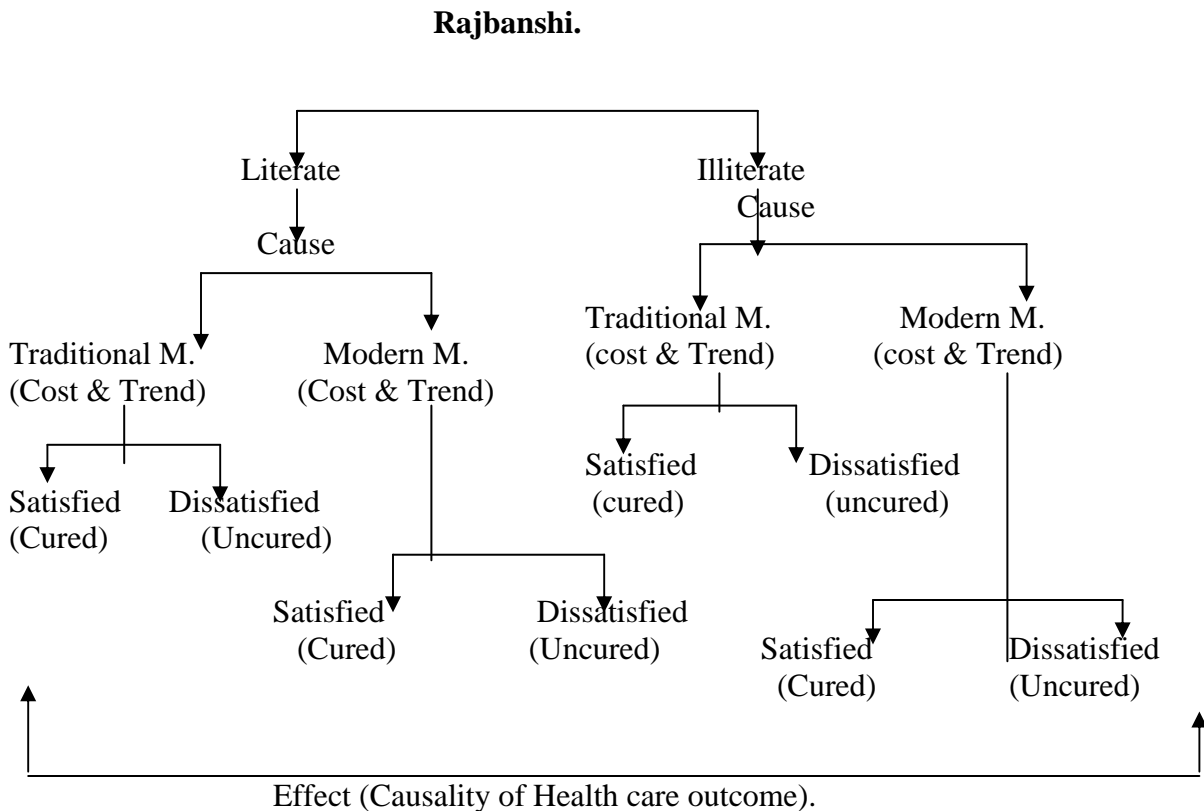 Rajbanshi.
Literate Illiterate
Cause
Cause
Traditional M. Modern M.
(cost & Trend) (cost & Trend)
Traditional M. Modern M.
(Cost & Trend) (Cost & Trend)
Satisfied Dissatisfied
(cured) (uncured)
Satisfied Dissatisfied
(Cured) (Uncured)
Satisfied Dissatisfied
(Cured) (Uncured)
Satisfied Dissatisfied
(Cured) (Uncured)
Effect (Causality of Health care outcome).